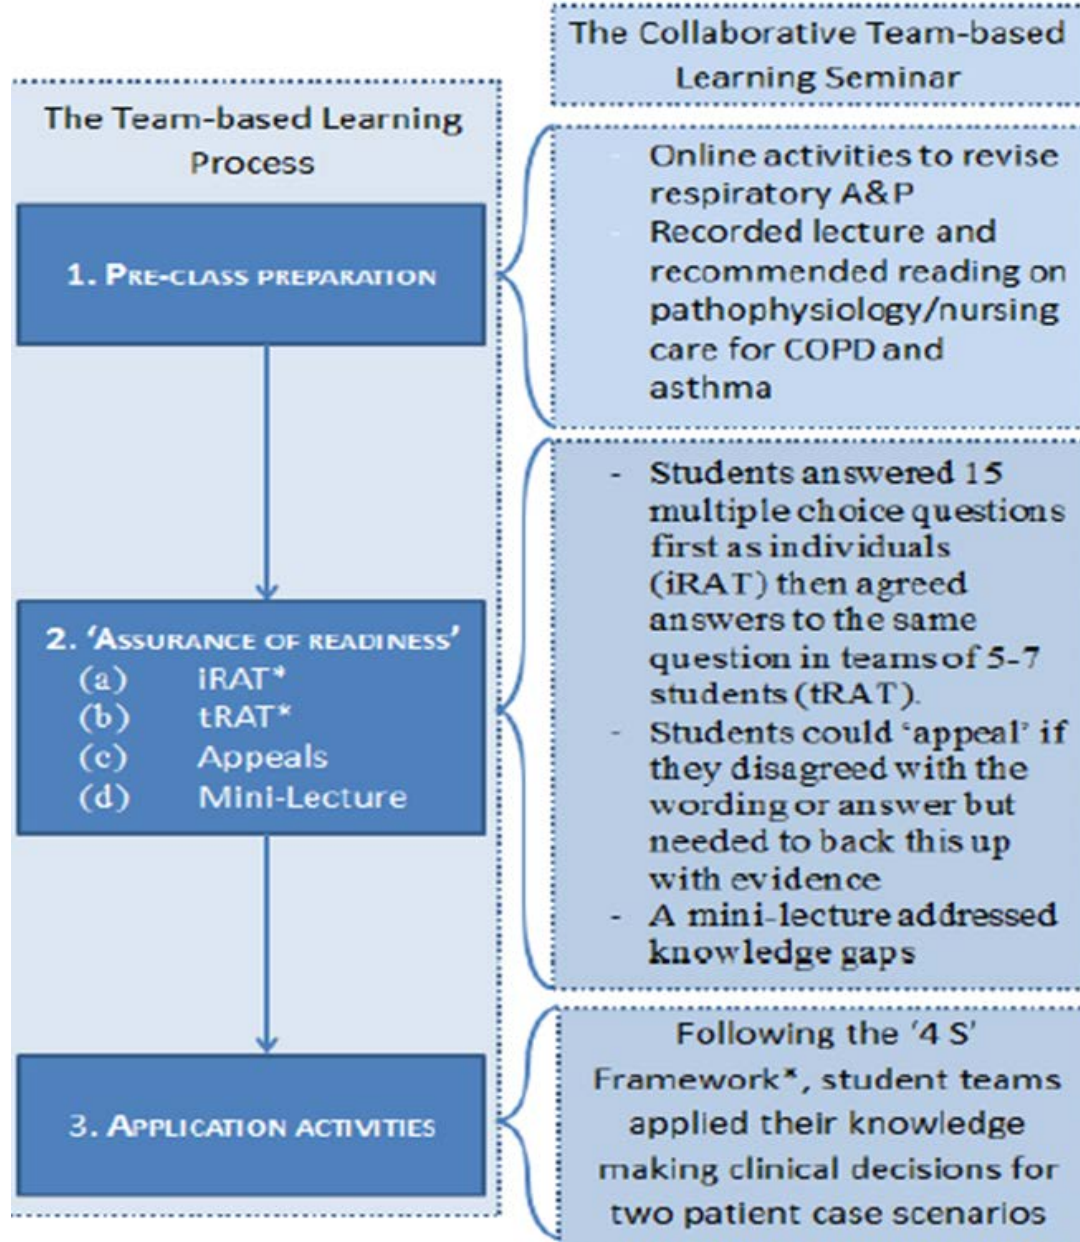 The Team-based Learning
Process
1. PRE-CLASS PREPARATION
2. ‘ASSURANCE OF READINESS’
(a) iRAT*
(b) tRAT*
(c) Appeals
(d) Mini-Lecture
3. APPLICATION ACTIVITIES
The Collaborative Team-based
Learning Seminar
- Online activities to revise
respiratory A&P
- Recorded lecture and
recommended reading on
pathophysiology/nursing
care for COPD and
asthma
- Students answered 15
multiple choice questions
first as individuals
(iRAT) then agreed
answers to the same
question in teams of 5-7
students (tRAT).
- Students could ‘appeal’ if
they disagreed with the
wording or answer but
needed to back this up
with evidence
- A mini-lecture addressed
knowledge gaps
Following the ‘4 S’
Framework*, student teams
applied their knowledge
making clinical decisions for
two patient case scenarios